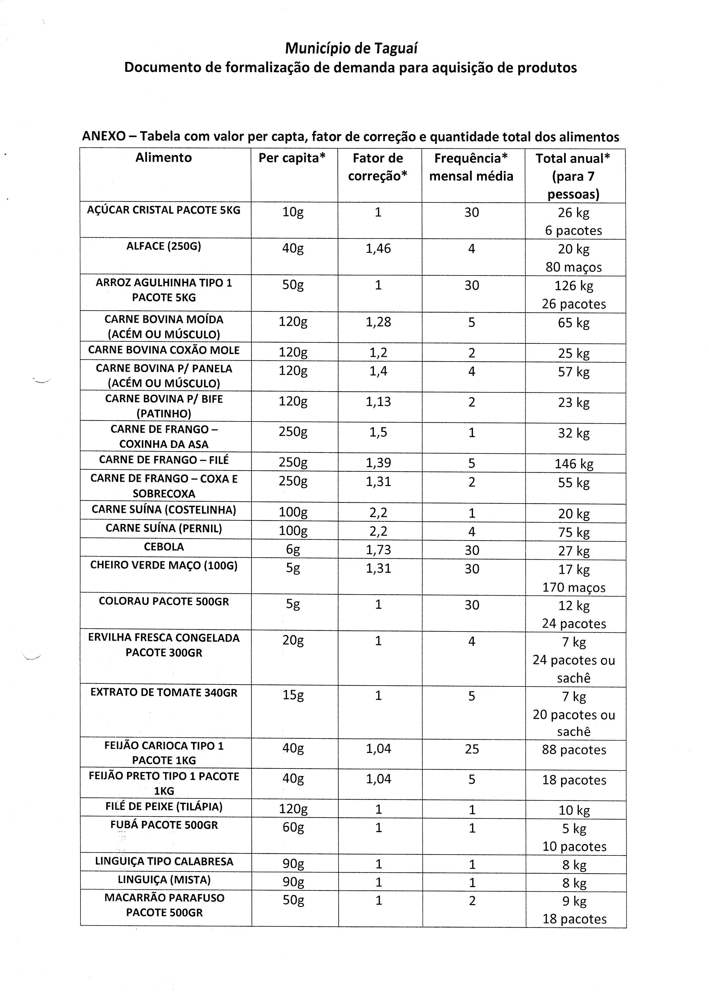 Município de Taguaí
Documento de formalização de demanda para aquisição de produtos
ANEXO – Tabela com valor per capta, fator de correção e quantidade total dos alimentos
Alimento Per capita* Fator de correção* Frequência* mensal média Total anual* (para 7 pessoas)
AÇÚCAR CRISTAL PACOTE 5KG 10g 1 30 26 kg
6 pacotes
ALFACE (250G) 40g 1,46 4 20 kg
80 maços
ARROZ AGULHINHA TIPO 1 50g 1 30 126 kg
PACOTE 5KG 26 pacotes
CARNE BOVINA MOÍDA 120g 1,28 5 65 kg
(ACÉM OU MÚSCULO)
CARNE BOVINA COXÃO MOLE 120g 1,2 2 25 kg
CARNE BOVINA P/ PANELA 120g 1,4 4 57 kg
(ACÉM OU MÚSCULO)
CARNE BOVINA P/ BIFE 120g 1,13 2 23 kg
(PATINHO)
CARNE DE FRANGO – 250g 1,5 1 32 kg
COXINHA DA ASA
CARNE DE FRANGO – FILÉ 250g 1,39 5 146 kg
CARNE DE FRANGO – COXA E 250g 1,31 2 55 kg
SOBRECOXA
CARNE SUÍNA (COSTELINHA) 100g 2,2 1 20 kg
CARNE SUÍNA (PERNIL) 100g 2,2 4 75 kg
CEBOLA 6g 1,73 30 27 kg
CHEIRO VERDE MAÇO (100G) 5g 1,31 30 17 kg
170 maços
COLORAU PACOTE 500GR 5g 1 30 12 kg
24 pacotes
ERVILHA FRESCA CONGELADA 20g 1 4 7 kg
PACOTE 300GR 24 pacotes ou
sachê
EXTRATO DE TOMATE 340GR 15g 1 5 7 kg
20 pacotes ou
sachê
FEIJÃO CARIOCA TIPO 1 40g 1,04 25 88 pacotes
PACOTE 1KG
FEIJÃO PRETO TIPO 1 PACOTE 40g 1,04 5 18 pacotes
1KG
FILÉ DE PEIXE (TILÁPIA) 120g 1 1 10 kg
FUBÁ PACOTE 500GR 60g 1 1 5 kg
10 pacotes
LINGUIÇA TIPO CALABRESA 90g 1 1 8 kg
LINGUIÇA (MISTA) 90g 1 1 8 kg
MACARRÃO PARAFUSO 50g 1 2 9 kg
PACOTE 500GR 18 pacotes